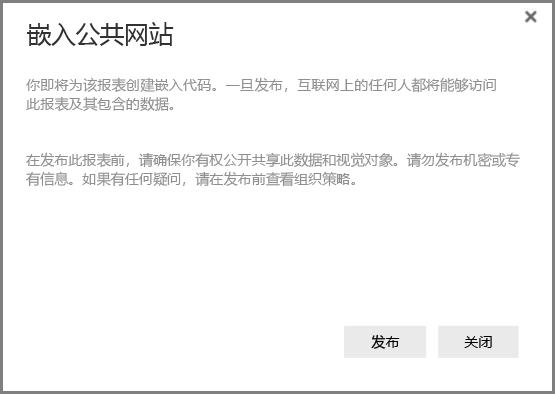 嵌入公共网站
你即将为该报表创建嵌入代码。一旦发布，互联网上的任何人都将能够访问
此报表及其包含的数据。
在发布此报表前，请确保你有权公开共享此数据和视觉对象。请勿发布机密或专
有信息。如果有任何疑问，请在发布前查看组织策略。
发布
关闭